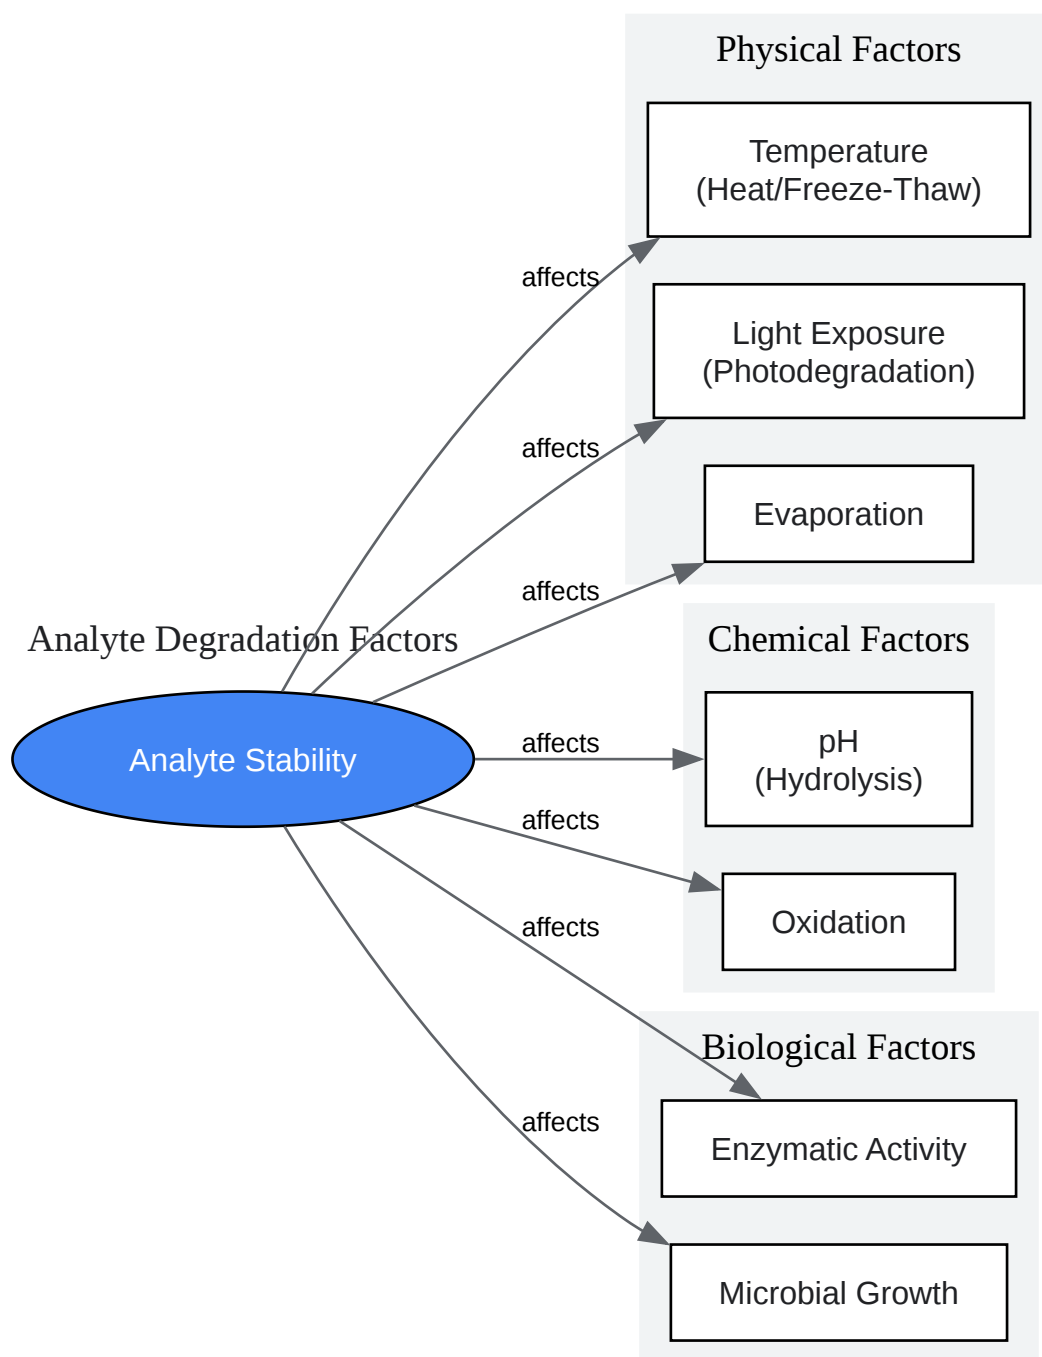 Physical Factors
Temperature
(Heat/Freeze-Thaw)
affects
Light Exposure
(Photodegradation)
affects
Evaporation
affects
Analyte Degradation Factors
Chemical Factors
Analyte Stability
affects
pH
(Hydrolysis)
affects
Oxidation
affects
Biological Factors
Enzymatic Activity
affects
Microbial Growth